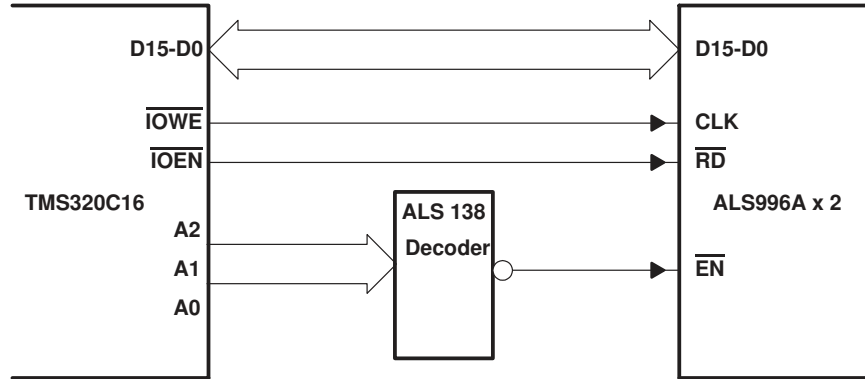 D15-D0
D15-D0
IOWE
CLK
IOEN
RD
TMS320C16
ALS996A x 2
ALS 138
Decoder
A2
A1
EN
A0